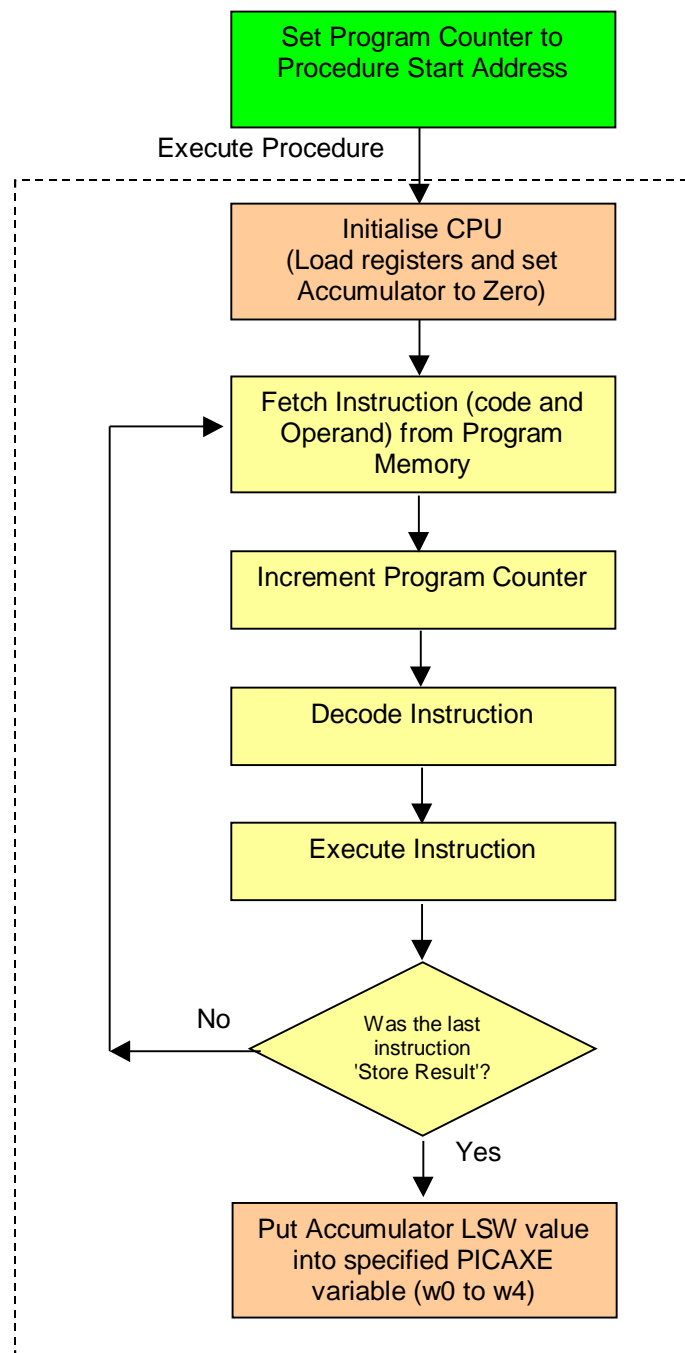 Set Program Counter to
Procedure Start Address
Execute Procedure
Initialise CPU
(Load registers and set
Accumulator to Zero)
Fetch Instruction (code and
Operand) from Program
Memory
Increment Program Counter
Decode Instruction
Execute Instruction
No
Was the last
instruction
'Store Result'?
Yes
Put Accumulator LSW value
into specified PICAXE
variable (w0 to w4)